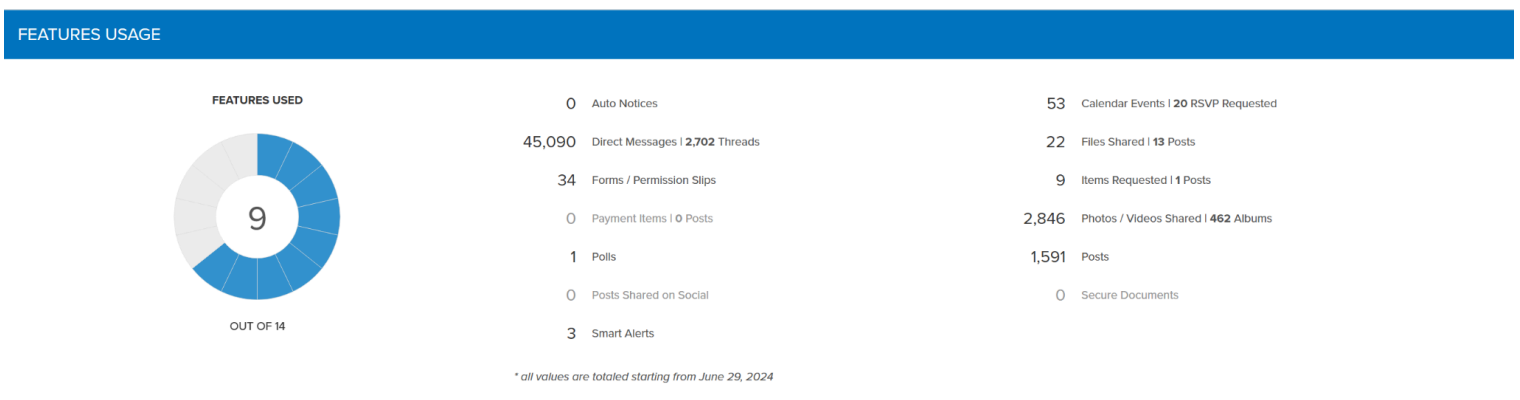 FEATURES USAGE
FEATURES USED
9
OUT OF 14
0 Auto Notices
45,090 Direct Messages | 2,702 Threads
34 Forms / Permission Slips
0 Payment Items | 0 Posts
1 Polls
0 Posts Shared on Social
3 Smart Alerts
* all values are totaled starting from June 29, 2024
53 Calendar Events | 20 RSVP Requested
22 Files Shared | 13 Posts
9 Items Requested | 1 Posts
2,846 Photos / Videos Shared | 462 Albums
1,591 Posts
0 Secure Documents